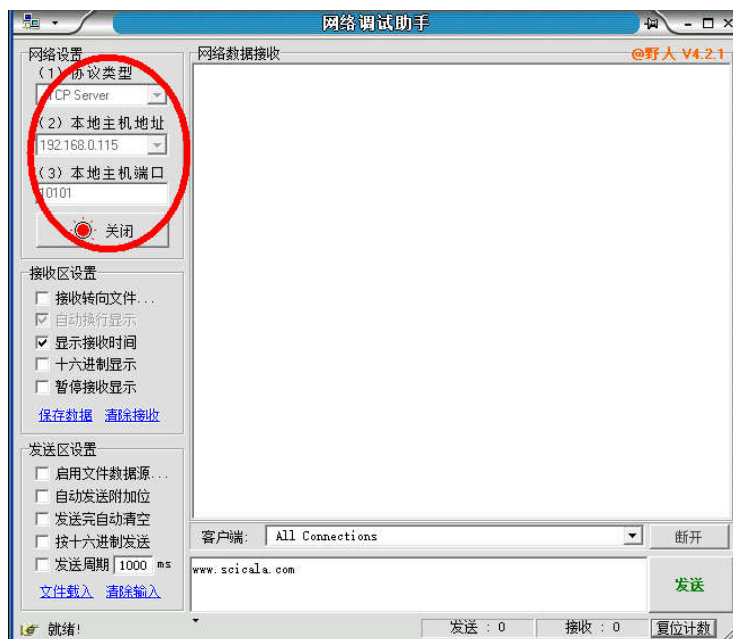 网络调试助手
网络设置
(1) 协议类型
TCP Server
(2) 本地主机地址
192.168.0.115
(3) 本地主机端口
10101
关闭
接收区设置
接收转向文件...
自动换行显示
显示接收时间
十六进制显示
暂停接收显示
保存数据 清除接收
发送区设置
启用文件数据源...
自动发送附加位
发送完自动清空
按十六进制发送
发送周期 1000 ms
文件载入 清除输入
网络数据接收
@野人 V4.2.1
客户端: All Connections 断开
www.scicala.com
发送
就绪!
发送 : 0 接收 : 0 复位计数